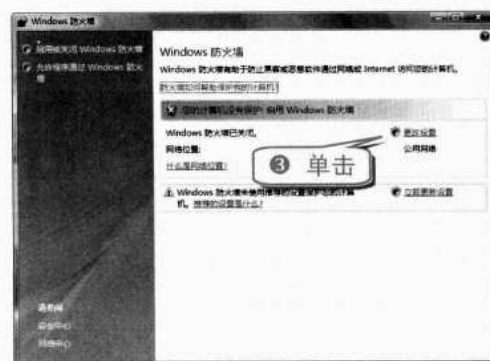 Windows 防火墙
启用或关闭 Windows 防火墙
允许程序通过 Windows 防火
墙
Windows 防火墙
Windows 防火墙有助于防止黑客或恶意软件通过网络或 Internet 访问您的计算机。
防火墙如何帮助保护我的计算机?
您的计算机没有保护: 启用 Windows 防火墙
Windows 防火墙已关闭。
更改设置
网络位置:
公用网络
什么是网络位置?
❸ 单击
Windows 防火墙未使用推荐的设置保护您的计算
机。推荐的设置是什么?
立即更新设置
请参阅
安全中心
网络中心